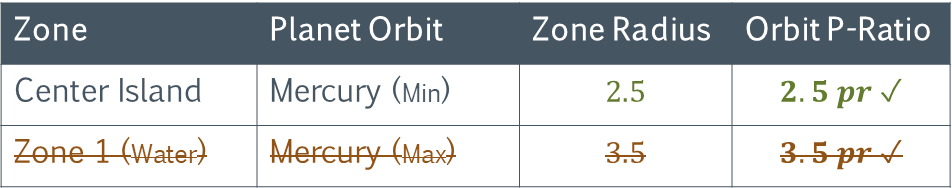 Zone Planet Orbit Zone Radius Orbit P-Ratio
Center Island Mercury (Min) 2.5 2.5 pr ✓
Zone 1 (Water) Mercury (Max) 3.5 3.5 pr ✓